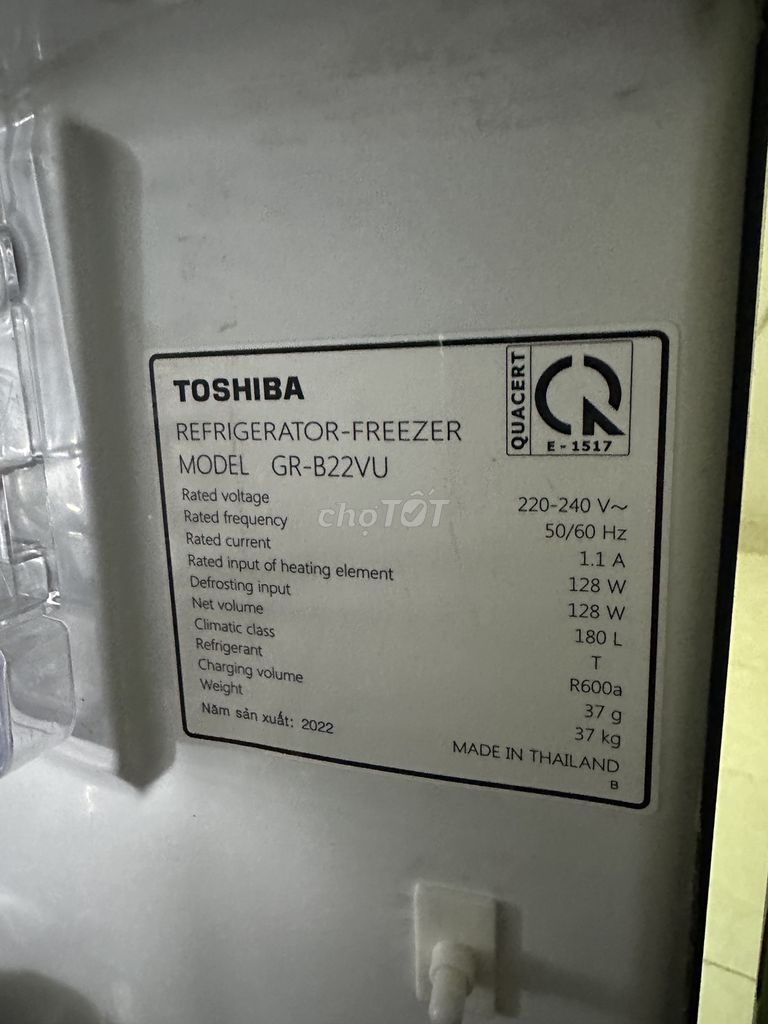 TOSHIBA
QUACERT
E - 1517
REFRIGERATOR-FREEZER
MODEL GR-B22VU
Rated voltage 220-240 V~
Rated frequency 50/60 Hz
Rated current 1.1 A
Rated input of heating element 128 W
Defrosting input 128 W
Net volume 180 L
Climatic class T
Refrigerant R600a
Charging volume 37 g
Weight 37 kg
Năm sản xuất: 2022
MADE IN THAILAND
B
chợTỐT